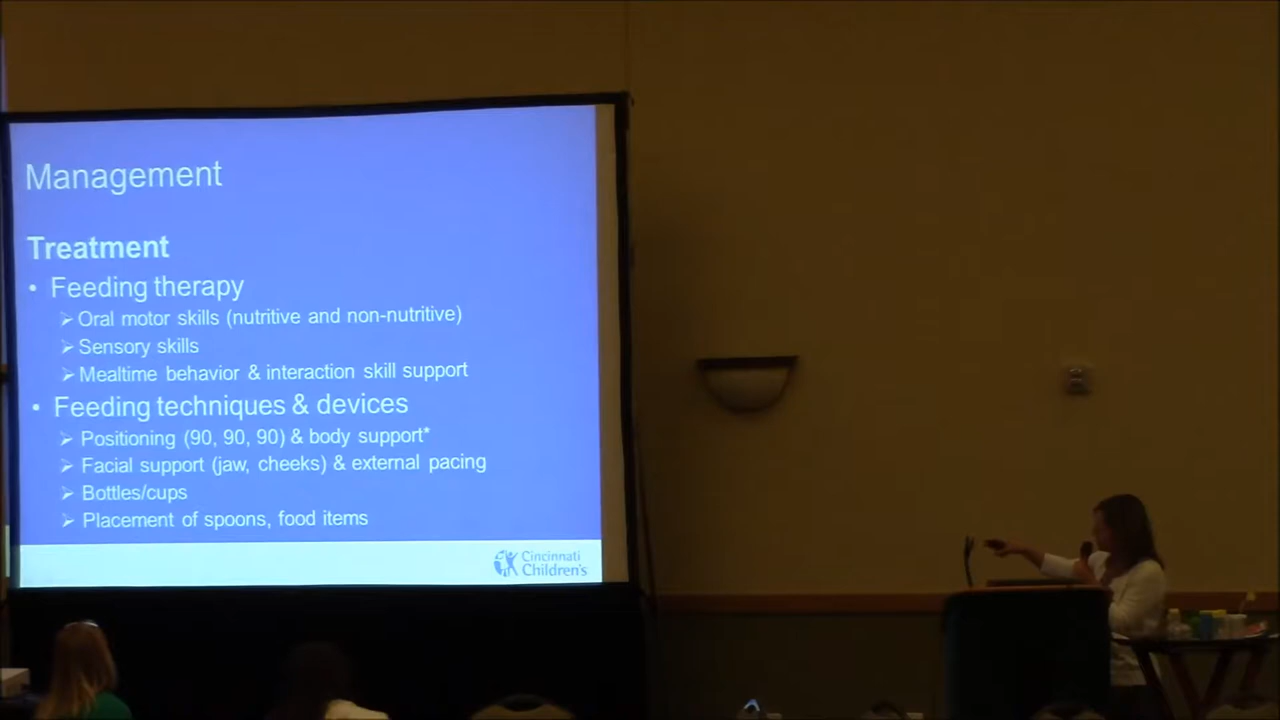 Management
Treatment
• Feeding therapy
➢ Oral motor skills (nutritive and non-nutritive)
➢ Sensory skills
➢ Mealtime behavior & interaction skill support
• Feeding techniques & devices
➢ Positioning (90, 90, 90) & body support*
➢ Facial support (jaw, cheeks) & external pacing
➢ Bottles/cups
➢ Placement of spoons, food items
Cincinnati
Children's